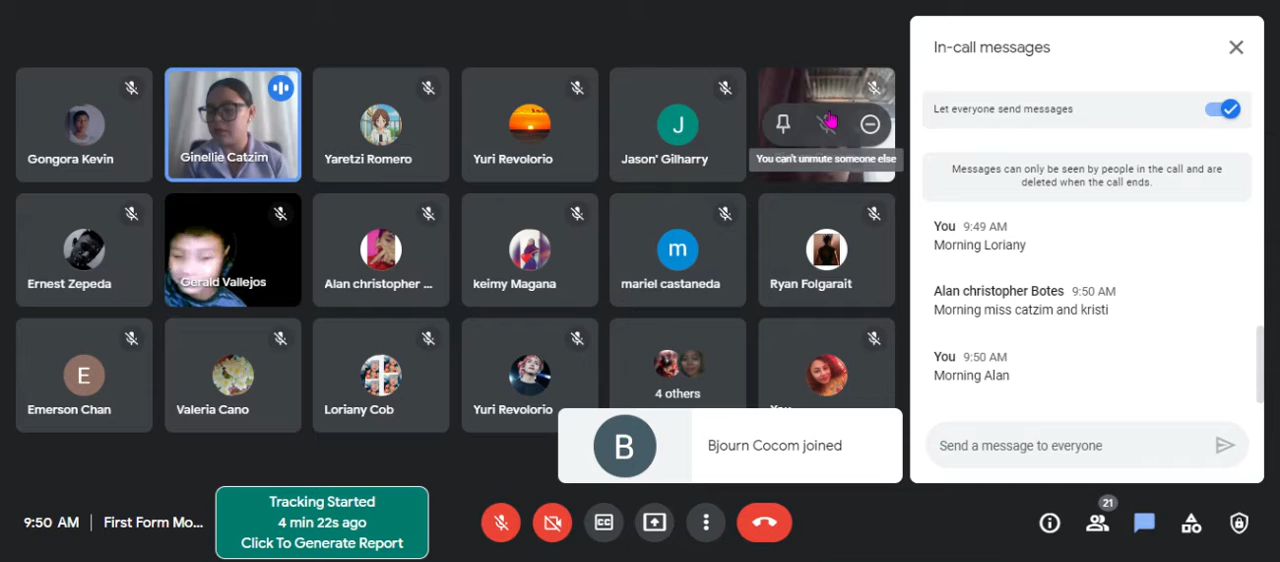 In-call messages
Let everyone send messages
Messages can only be seen by people in the call and are
deleted when the call ends.
You 9:49 AM
Morning Loriany
Alan christopher Botes 9:50 AM
Morning miss catzim and kristi
You 9:50 AM
Morning Alan
Send a message to everyone
Gongora Kevin
Ginellie Catzim
Yaretzi Romero
Yuri Revolorio
J
Jason' Gilharry
You can't unmute someone else
Ernest Zepeda
Gerald Vallejos
Alan christopher ...
keimy Magana
m
mariel castaneda
Ryan Folgarait
E
Emerson Chan
Valeria Cano
Loriany Cob
Yuri Revolorio
4 others
You
B
Bjourn Cocom joined
9:50 AM
First Form Mo...
Tracking Started
4 min 22s ago
Click To Generate Report
CC
21